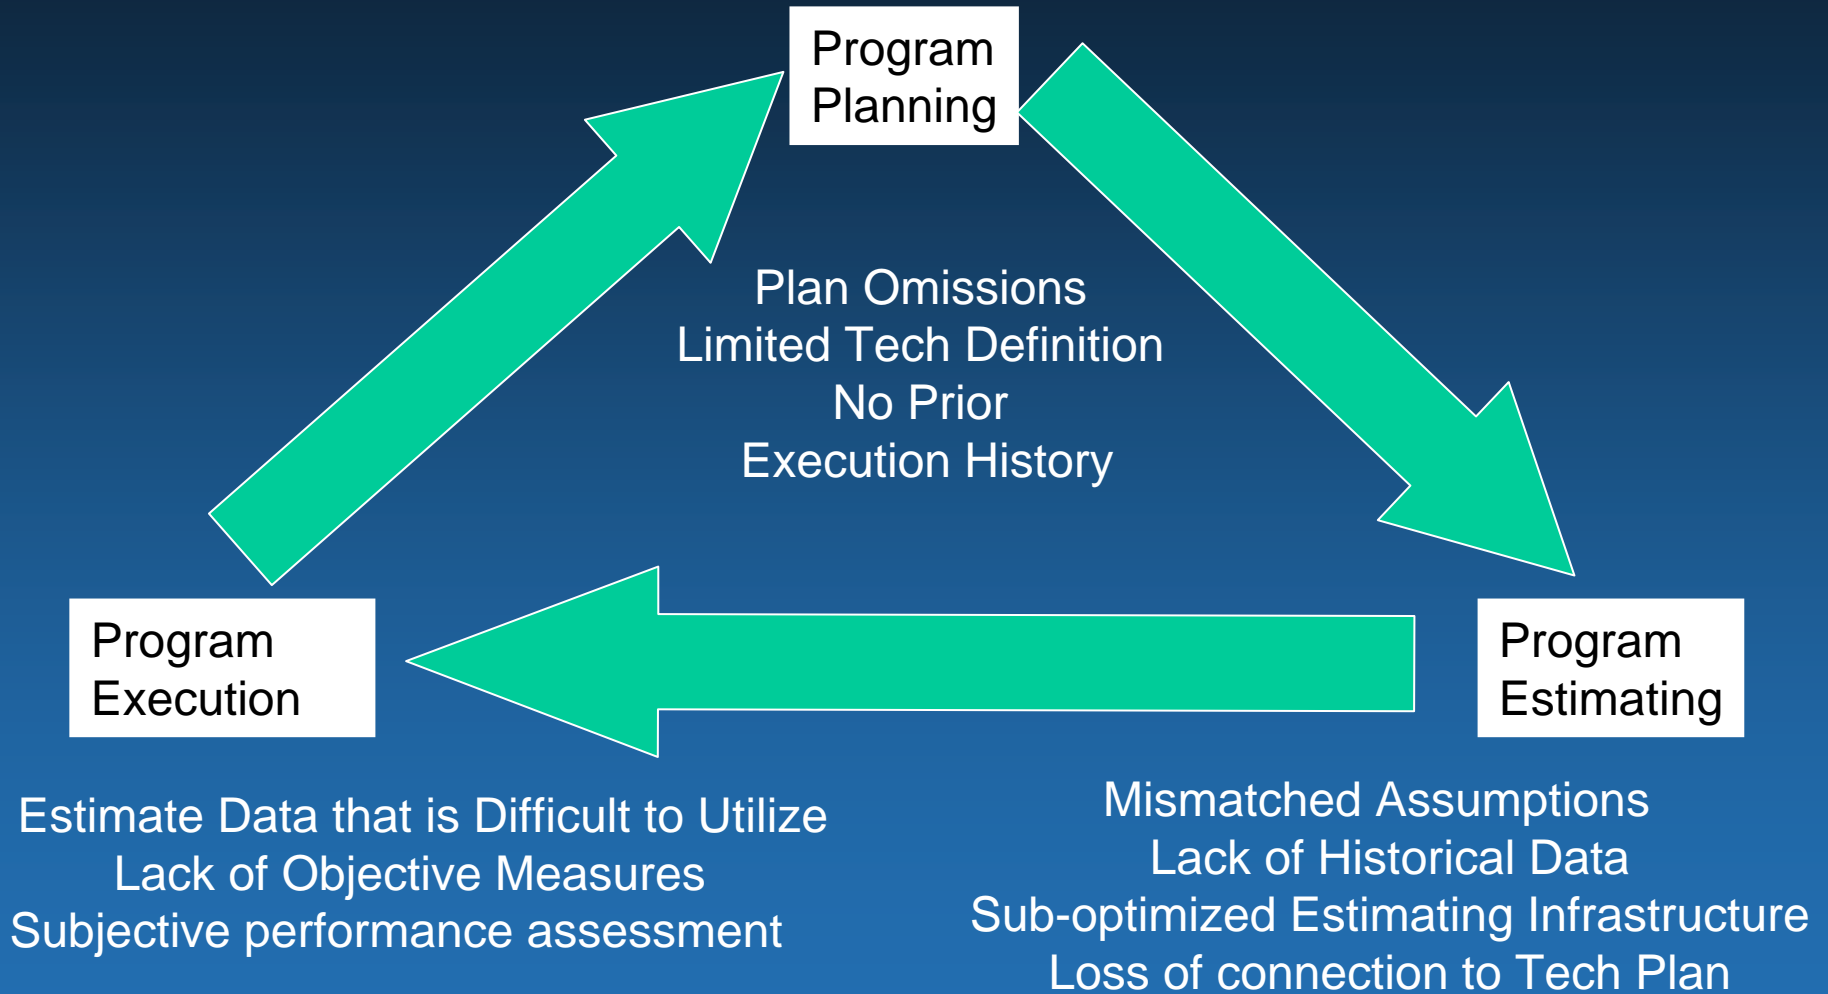 Program
Planning
Plan Omissions
Limited Tech Definition
No Prior
Execution History
Program
Execution
Program
Estimating
Estimate Data that is Difficult to Utilize
Lack of Objective Measures
Subjective performance assessment
Mismatched Assumptions
Lack of Historical Data
Sub-optimized Estimating Infrastructure
Loss of connection to Tech Plan